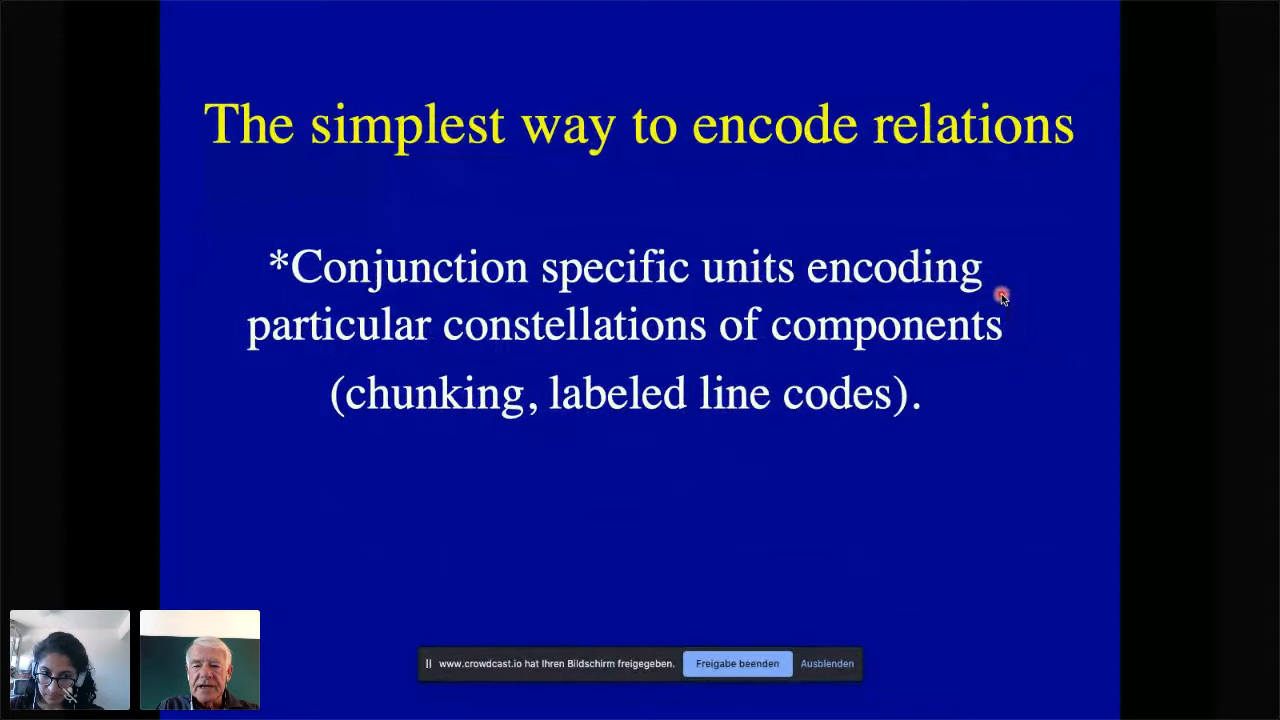 The simplest way to encode relations
*Conjunction specific units encoding
particular constellations of components
(chunking, labeled line codes).
www.crowdcast.io hat Ihren Bildschirm freigegeben. Freigabe beenden Ausblenden